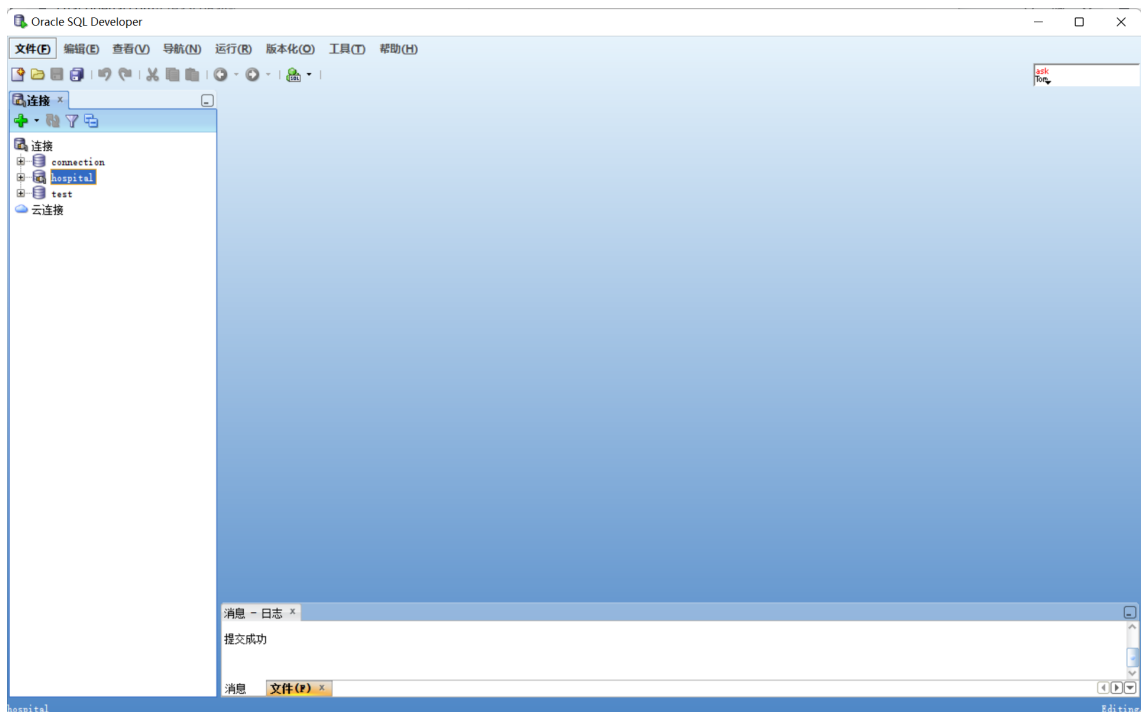 Oracle SQL Developer
文件(F) 编辑(E) 查看(V) 导航(N) 运行(R) 版本化(O) 工具(T) 帮助(H)
ask
Tom
连接
连接
connection
hospital
test
云连接
消息 - 日志
提交成功
消息 文件(F)
hospital Editing